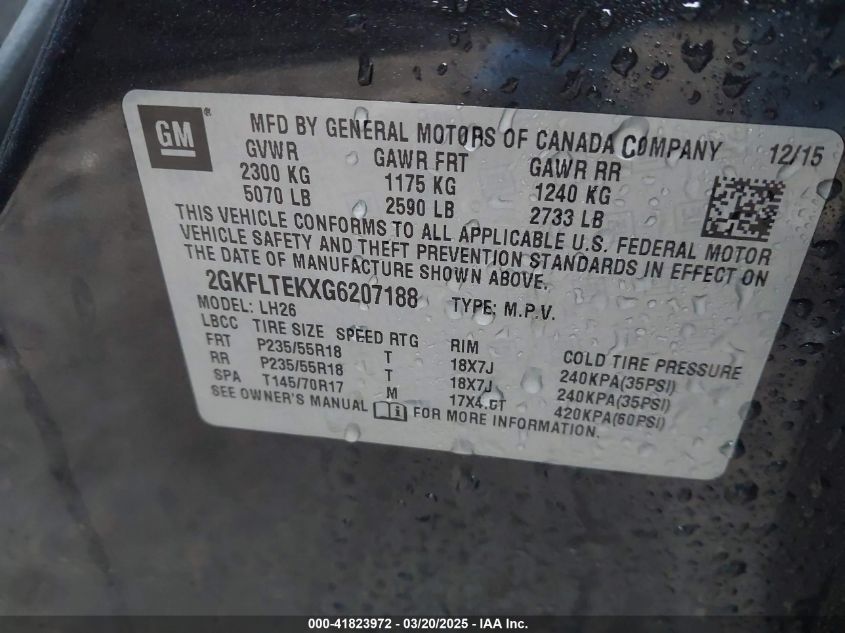 GM ®
MFD BY GENERAL MOTORS OF CANADA COMPANY 12/15
GVWR GAWR FRT GAWR RR
2300 KG 1175 KG 1240 KG
5070 LB 2590 LB 2733 LB
THIS VEHICLE CONFORMS TO ALL APPLICABLE U.S. FEDERAL MOTOR
VEHICLE SAFETY AND THEFT PREVENTION STANDARDS IN EFFECT ON
THE DATE OF MANUFACTURE SHOWN ABOVE.
2GKFLTEKXG6207188 TYPE: M.P.V.
MODEL: LH26
LBCC TIRE SIZE SPEED RTG RIM COLD TIRE PRESSURE
FRT P235/55R18 T 18X7J 240KPA(35PSI)
RR P235/55R18 T 18X7J 240KPA(35PSI)
SPA T145/70R17 M 17X4.5T 420KPA(60PSI)
SEE OWNER'S MANUAL FOR MORE INFORMATION.
000-41823972 / 03/20/2025 / IAA Inc.